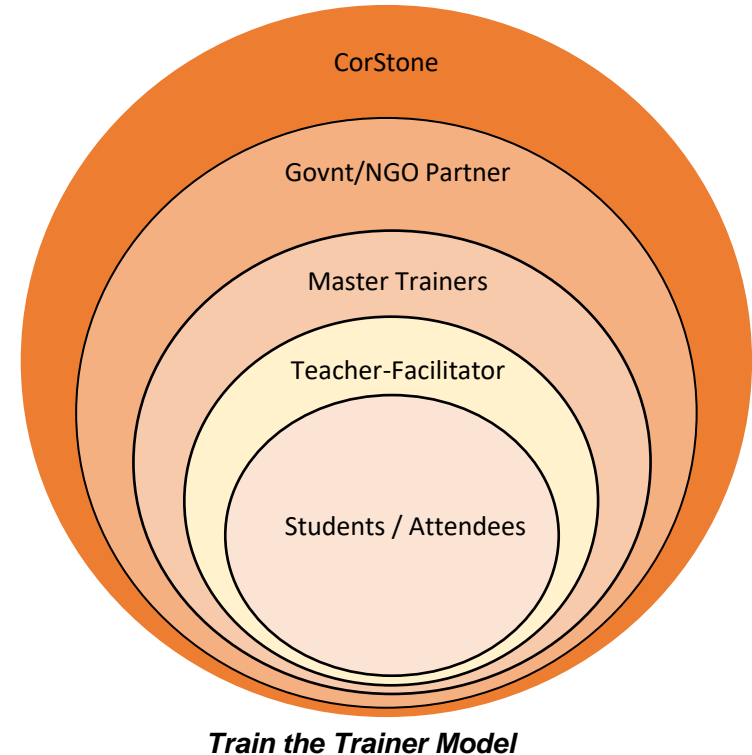 CorStone
Govnt/NGO Partner
Master Trainers
Teacher-Facilitator
Students / Attendees
Train the Trainer Model